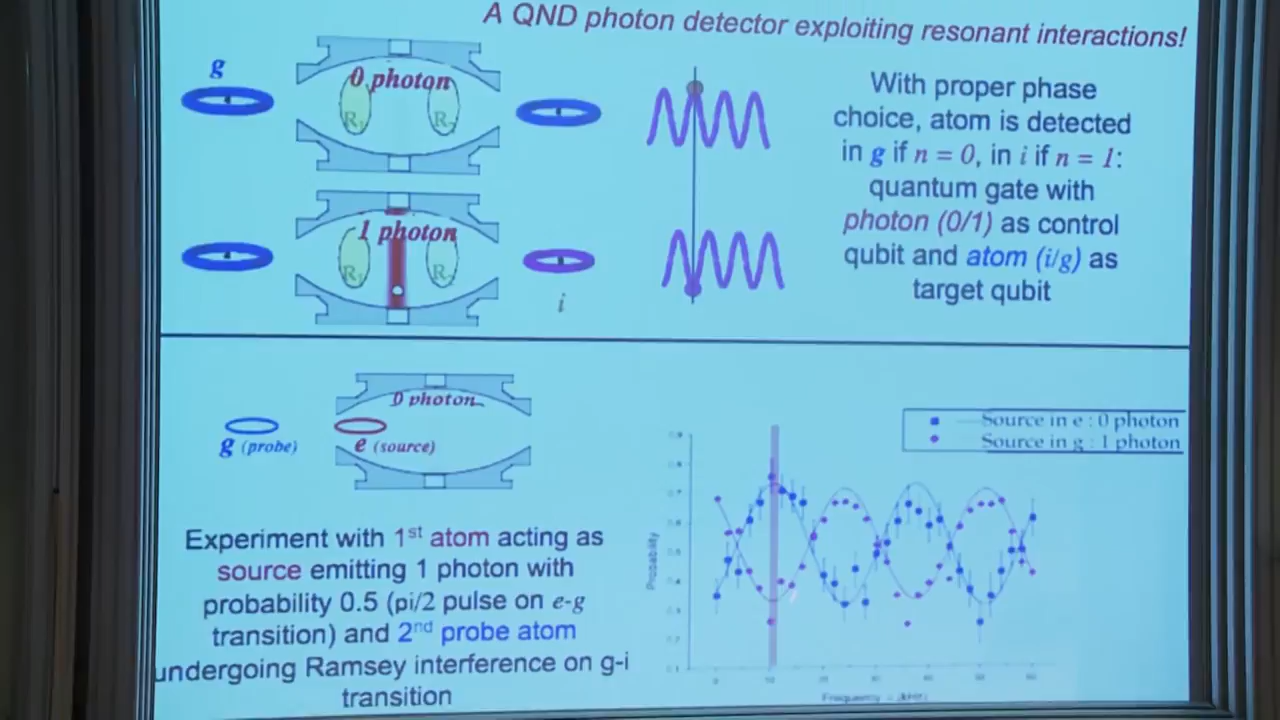 A QND photon detector exploiting resonant interactions!
g
0 photon
R₁
R₂
With proper phase
choice, atom is detected
in g if n = 0, in i if n = 1:
quantum gate with
photon (0/1) as control
qubit and atom (i/g) as
target qubit
1 photon
R₁
R₂
i
0 photon
g (probe)
e (source)
Experiment with 1st atom acting as
source emitting 1 photon with
probability 0.5 (pi/2 pulse on e-g
transition) and 2nd probe atom
undergoing Ramsey interference on g-i
transition
Source in e : 0 photon
Source in g : 1 photon
Probability
Frequency